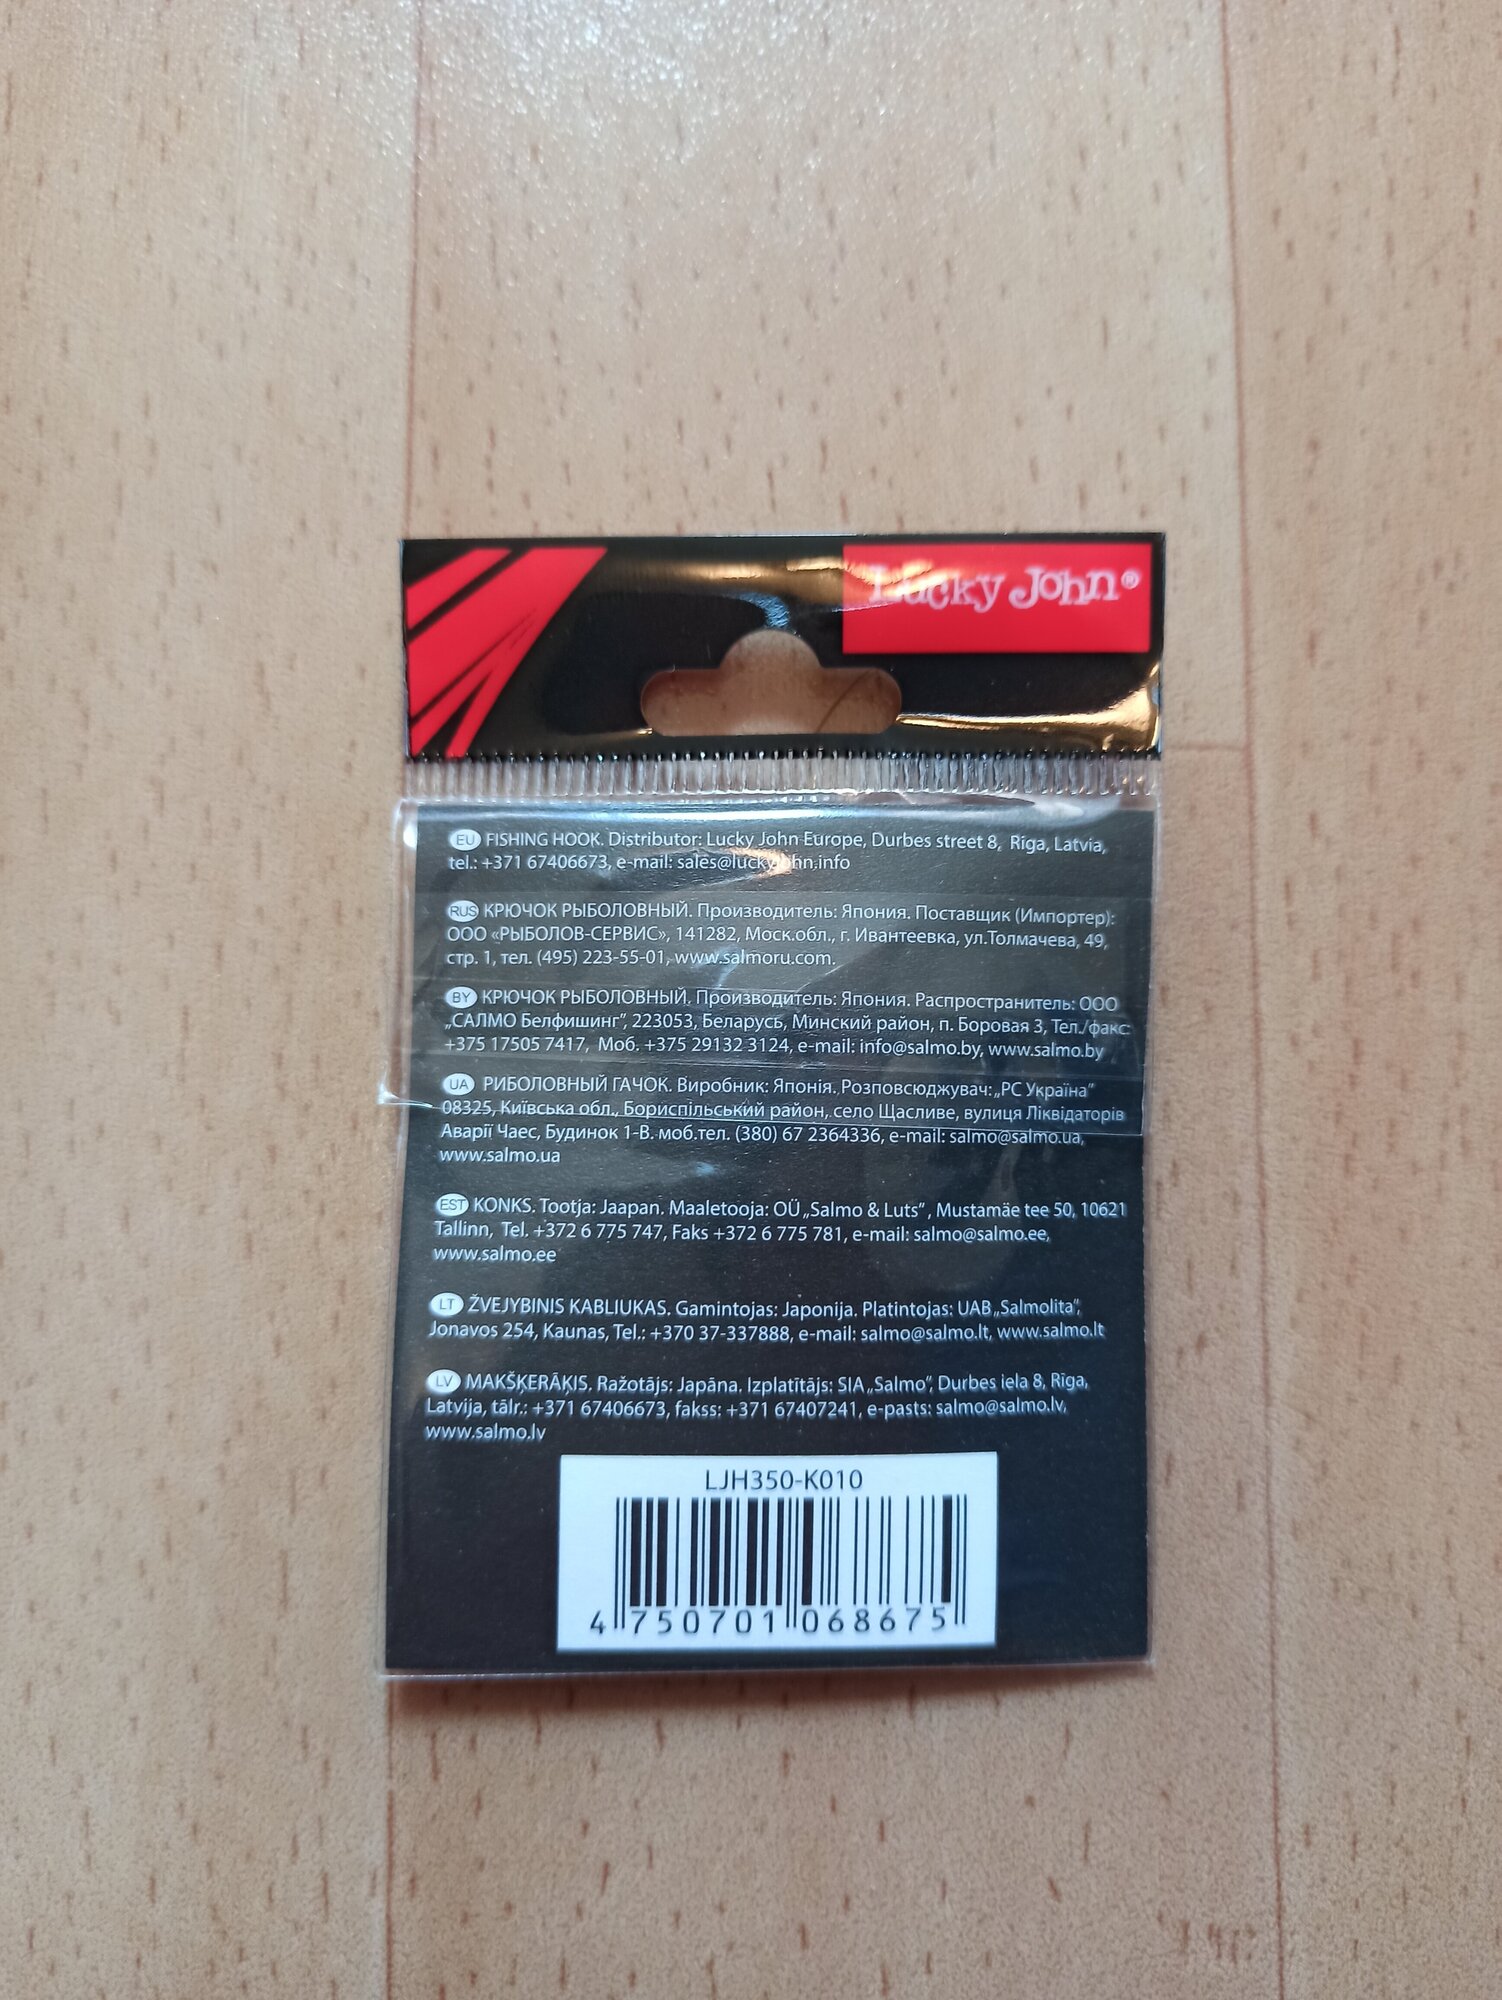 Lucky John®
EU FISHING HOOK. Distributor: Lucky John Europe, Durbes street 8, Riga, Latvia,
tel.: +371 67406673, e-mail: sales@luckyjohn.info
RUS КРЮЧОК РЫБОЛОВНЫЙ. Производитель: Япония. Поставщик (Импортер):
ООО «РЫБОЛОВ-СЕРВИС», 141282, Моск.обл., г. Ивантеевка, ул.Толмачева, 49,
стр. 1, тел. (495) 223-55-01, www.salmoru.com.
BY КРЮЧОК РЫБОЛОВНЫЙ. Производитель: Япония. Распространитель: ООО
„САЛМО Белфишинг", 223053, Беларусь, Минский район, п. Боровая 3, Тел./факс:
+375 17505 7417, Моб. +375 29132 3124, e-mail: info@salmo.by, www.salmo.by
UA РИБОЛОВНЫЙ ГАЧОК. Виробник: Японія. Розповсюджувач: „РС Україна"
08325, Київська обл., Бориспільський район, село Щасливе, вулиця Ліквідаторів
Аварії Чаес, Будинок 1-В. моб.тел. (380) 67 2364336, e-mail: salmo@salmo.ua,
www.salmo.ua
EST KONKS. Tootja: Jaapan. Maaletooja: OÜ „Salmo & Luts", Mustamäe tee 50, 10621
Tallinn, Tel. +372 6 775 747, Faks +372 6 775 781, e-mail: salmo@salmo.ee,
www.salmo.ee
LT ŽVEJYBINIS KABLIUKAS. Gamintojas: Japonija. Platintojas: UAB „Salmolita",
Jonavos 254, Kaunas, Tel.: +370 37-337888, e-mail: salmo@salmo.lt, www.salmo.lt
LV MAKŠĶERĀĶIS. Ražotājs: Japāna. Izplatītājs: SIA „Salmo", Durbes iela 8, Rīga,
Latvija, tālr.: +371 67406673, fakss: +371 67407241, e-pasts: salmo@salmo.lv,
www.salmo.lv
LJH350-K010
4 750701 068675